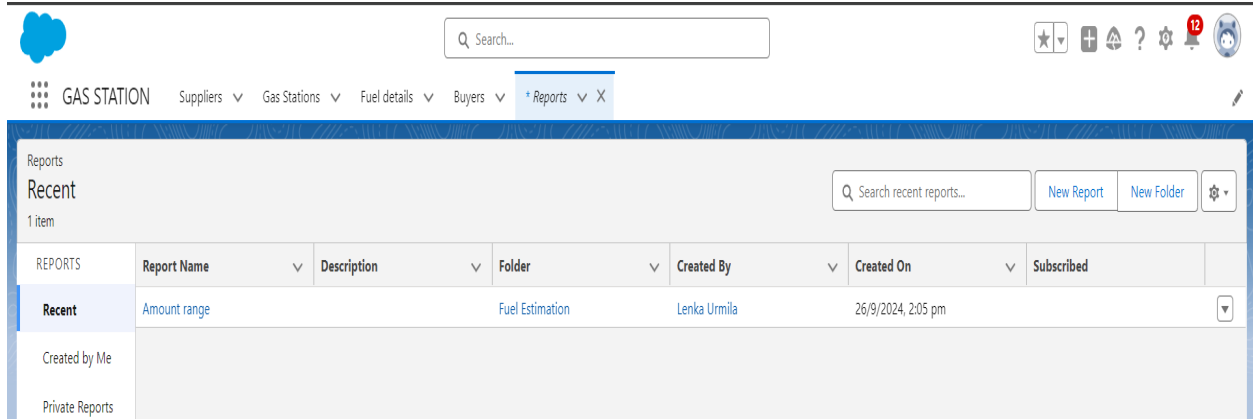 Search...
12
GAS STATION Suppliers Gas Stations Fuel details Buyers * Reports
Reports
Recent
1 item
Search recent reports...
New Report New Folder
REPORTS
Report Name Description Folder Created By Created On Subscribed
Recent Amount range Fuel Estimation Lenka Urmila 26/9/2024, 2:05 pm
Created by Me
Private Reports